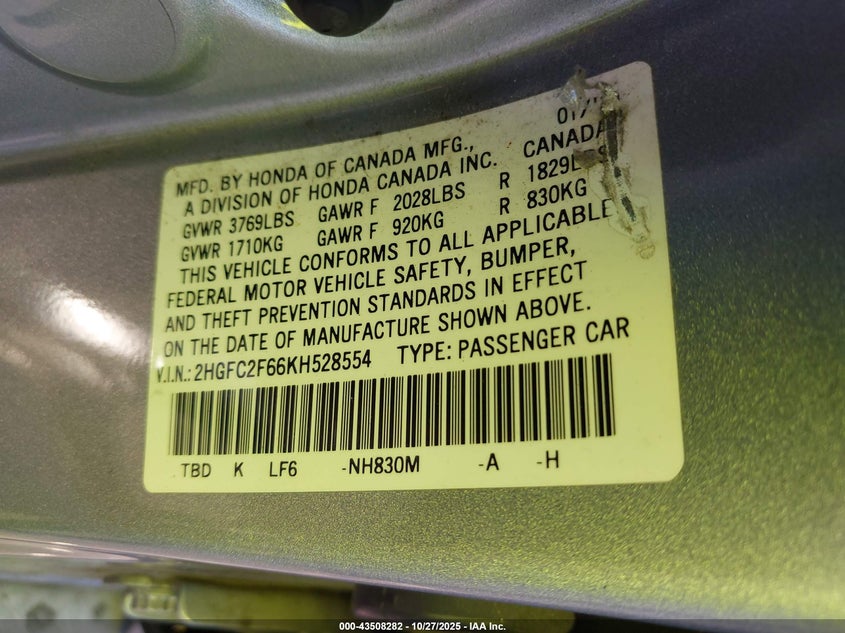 01/
MFD. BY HONDA OF CANADA MFG.,
A DIVISION OF HONDA CANADA INC. CANADA
GVWR 3769LBS GAWR F 2028LBS R 1829LBS
GVWR 1710KG GAWR F 920KG R 830KG
THIS VEHICLE CONFORMS TO ALL APPLICABLE
FEDERAL MOTOR VEHICLE SAFETY, BUMPER,
AND THEFT PREVENTION STANDARDS IN EFFECT
ON THE DATE OF MANUFACTURE SHOWN ABOVE.
V.I.N.: 2HGFC2F66KH528554 TYPE: PASSENGER CAR
TBD K LF6 -NH830M -A -H
000-43508282 - 10/27/2025 - IAA Inc.